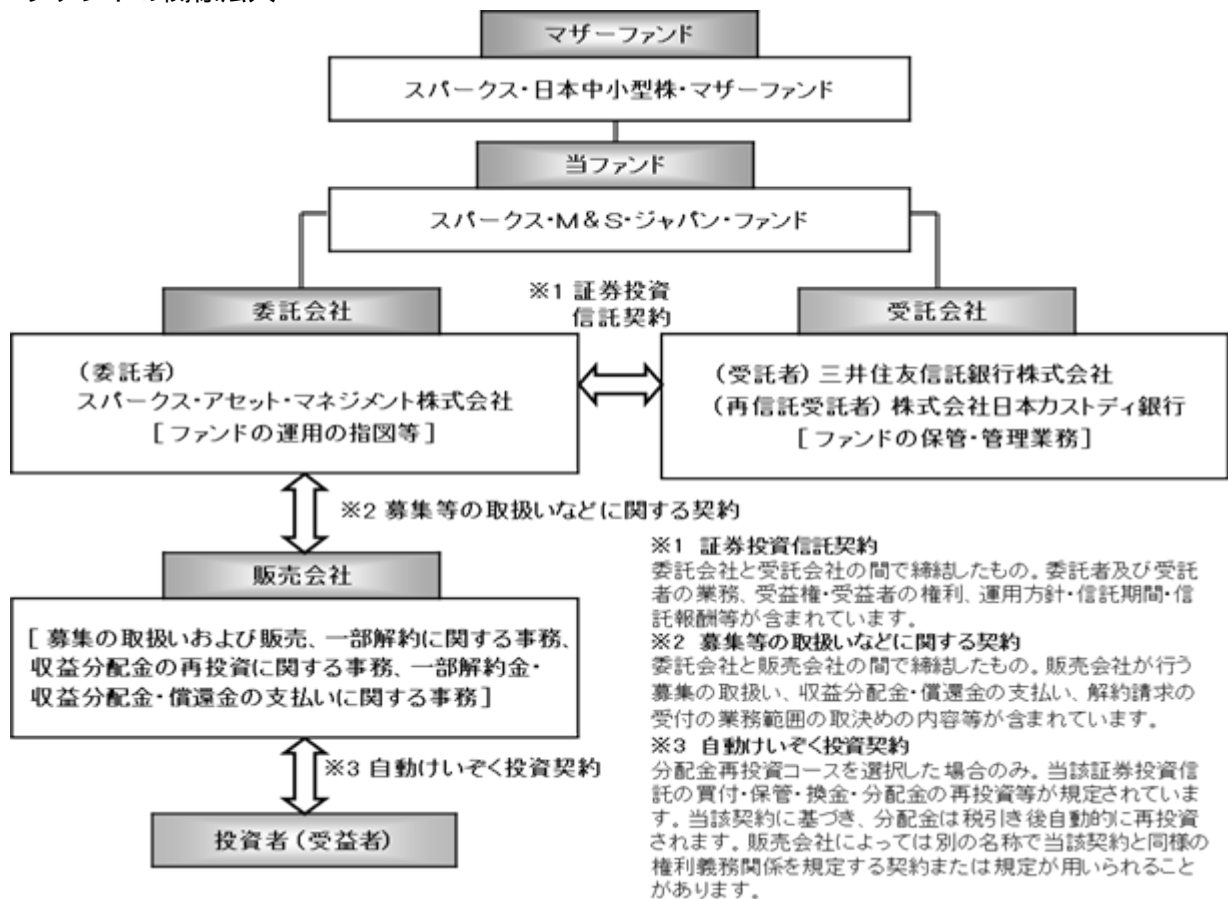 マザーファンド
スパークス・日本中小型株・マザーファンド
当ファンド
スパークス・M&S・ジャパン・ファンド
委託会社
※1 証券投資
信託契約
受託会社
(委託者)
スパークス・アセット・マネジメント株式会社
[ファンドの運用の指図等]
(受託者) 三井住友信託銀行株式会社
(再信託受託者) 株式会社日本カストディ銀行
[ファンドの保管・管理業務]
※2 募集等の取扱いなどに関する契約
販売会社
[ 募集の取扱いおよび販売、一部解約に関する事務、
収益分配金の再投資に関する事務、一部解約金・
収益分配金・償還金の支払いに関する事務]
※3 自動けいぞく投資契約
投資者(受益者)
※1 証券投資信託契約
委託会社と受託会社の間で締結したもの。委託者及び受託
者の業務、受益権・受益者の権利、運用方針・信託期間・信
託報酬等が含まれています。
※2 募集等の取扱いなどに関する契約
委託会社と販売会社の間で締結したもの。販売会社が行う
募集の取扱い、収益分配金・償還金の支払い、解約請求の
受付の業務範囲の取決めの内容等が含まれています。
※3 自動けいぞく投資契約
分配金再投資コースを選択した場合のみ。当該証券投資信
託の買付・保管・換金・分配金の再投資等が規定されていま
す。当該契約に基づき、分配金は税引き後自動的に再投資
されます。販売会社によっては別の名称で当該契約と同様の
権利義務関係を規定する契約または規定が用いられること
があります。